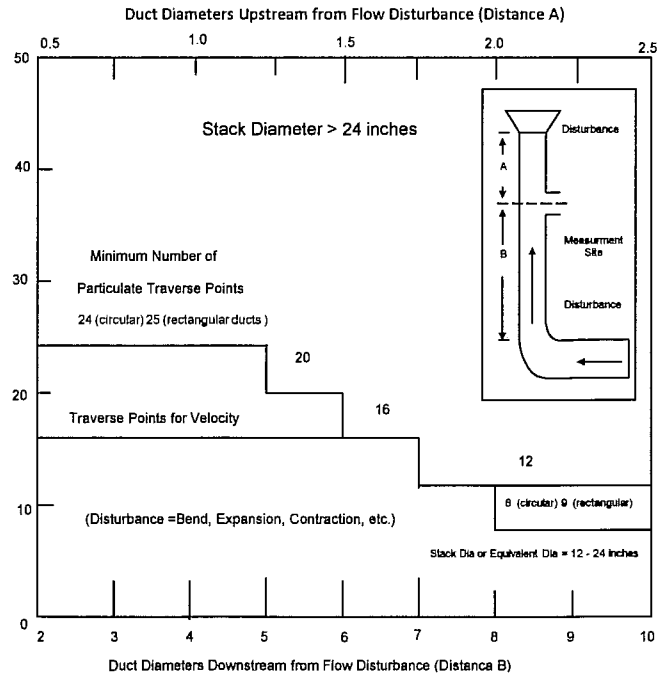 Duct Diameters Upstream from Flow Disturbance (Distance A)
0.5 1.0 1.5 2.0 2.5
50
40
30
20
10
0
Stack Diameter > 24 inches
Disturbance
A
B
Measurment
Site
Disturbance
Minimum Number of
Particulate Traverse Points
24 (circular) 25 (rectangular ducts )
20
16
Traverse Points for Velocity
12
8 (circular) 9 (rectangular)
(Disturbance =Bend, Expansion, Contraction, etc.)
Stack Dia or Equivalent Dia = 12 - 24 inches
2 3 4 5 6 7 8 9 10
Duct Diameters Downstream from Flow Disturbance (Distanca B)